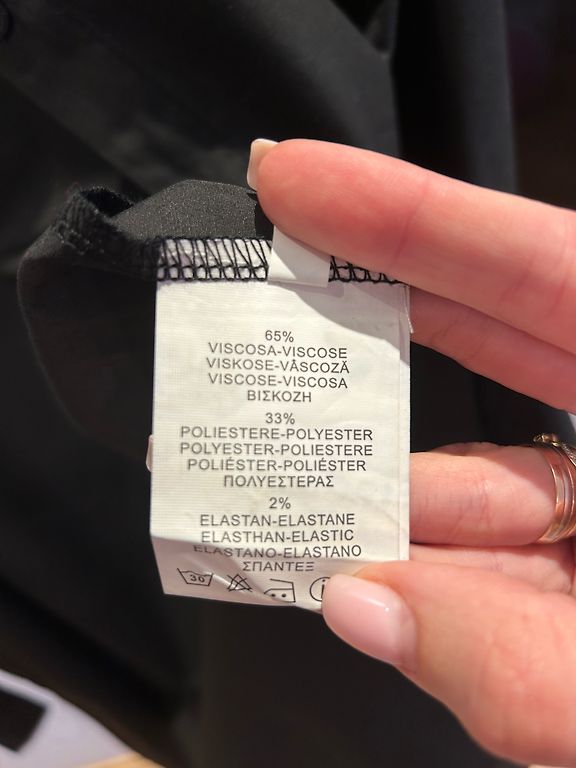 65%
VISCOSA-VISCOSE
VISKOSE-VÂSCOZĂ
VISCOSE-VISCOSA
ΒΙΣΚΟΖΗ
33%
POLIESTERE-POLYESTER
POLYESTER-POLIESTERE
POLIÉSTER-POLIÉSTER
ΠΟΛΥΕΣΤΕΡΑΣ
2%
ELASTAN-ELASTANE
ELASTHAN-ELASTIC
ELASTANO-ELASTANO
ΣΠΑΝΤΕΞ
30